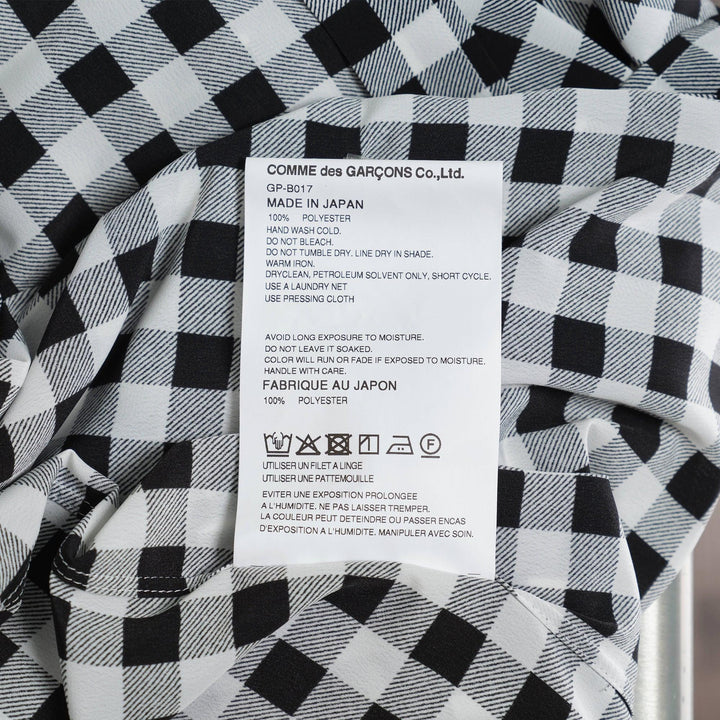 COMME des GARÇONS Co.,Ltd.
GP-B017
MADE IN JAPAN
100% POLYESTER
HAND WASH COLD.
DO NOT BLEACH.
DO NOT TUMBLE DRY. LINE DRY IN SHADE.
WARM IRON.
DRYCLEAN, PETROLEUM SOLVENT ONLY, SHORT CYCLE.
USE A LAUNDRY NET
USE PRESSING CLOTH
AVOID LONG EXPOSURE TO MOISTURE.
DO NOT LEAVE IT SOAKED.
COLOR WILL RUN OR FADE IF EXPOSED TO MOISTURE.
HANDLE WITH CARE.
FABRIQUE AU JAPON
100% POLYESTER
F
UTILISER UN FILET A LINGE
UTILISER UNE PATTEMOUILLE
EVITER UNE EXPOSITION PROLONGEE
A L'HUMIDITE. NE PAS LAISSER TREMPER.
LA COULEUR PEUT DETEINDRE OU PASSER EN CAS
D'EXPOSITION A L'HUMIDITE. MANIPULER AVEC SOIN.